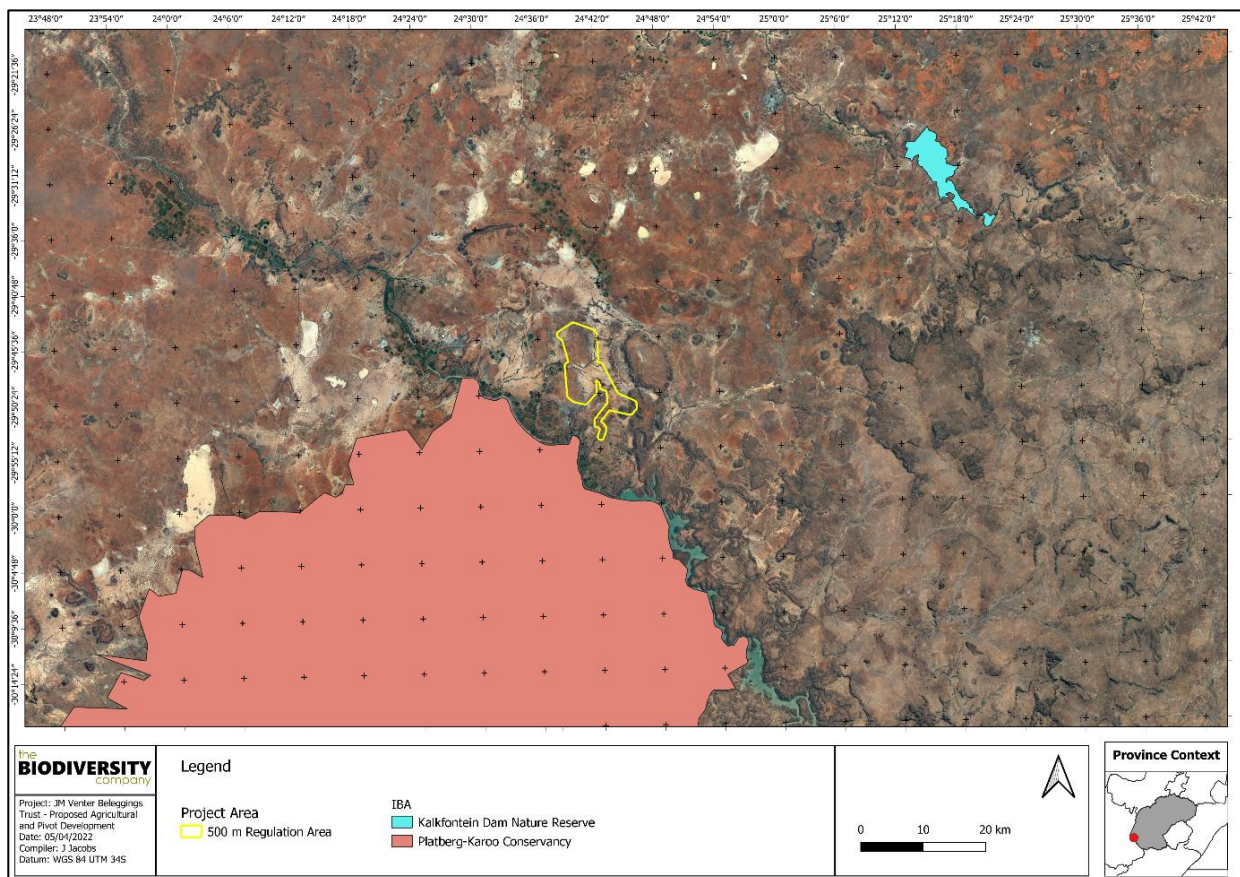 23°48'0" 23°54'0" 24°0'0" 24°6'0" 24°12'0" 24°18'0" 24°24'0" 24°30'0" 24°36'0" 24°42'0" 24°48'0" 24°54'0" 25°0'0" 25°6'0" 25°12'0" 25°18'0" 25°24'0" 25°30'0" 25°36'0" 25°42'0"
-29°21'36"
-29°26'24"
-29°31'12"
-29°36'0"
-29°40'48"
-29°45'36"
-29°50'24"
-29°55'12"
-30°0'0"
-30°4'48"
-30°9'36"
-30°14'24"
the
BIODIVERSITY
company
Project: JM Venter Beleggings
Trust - Proposed Agricultural
and Pivot Development
Date: 05/04/2022
Compiler: J Jacobs
Datum: WGS 84 UTM 34S
Legend
Project Area
500 m Regulation Area
IBA
Kalkfontein Dam Nature Reserve
Platberg-Karoo Conservancy
0 10 20 km
Province Context